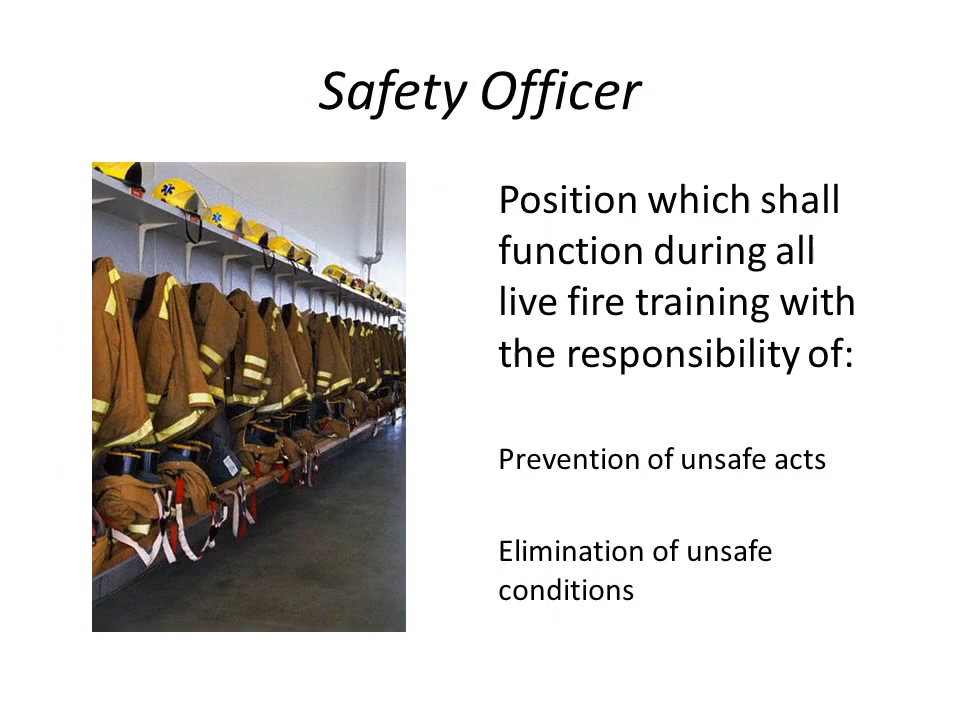 Safety Officer
Position which shall
function during all
live fire training with
the responsibility of:
Prevention of unsafe acts
Elimination of unsafe
conditions